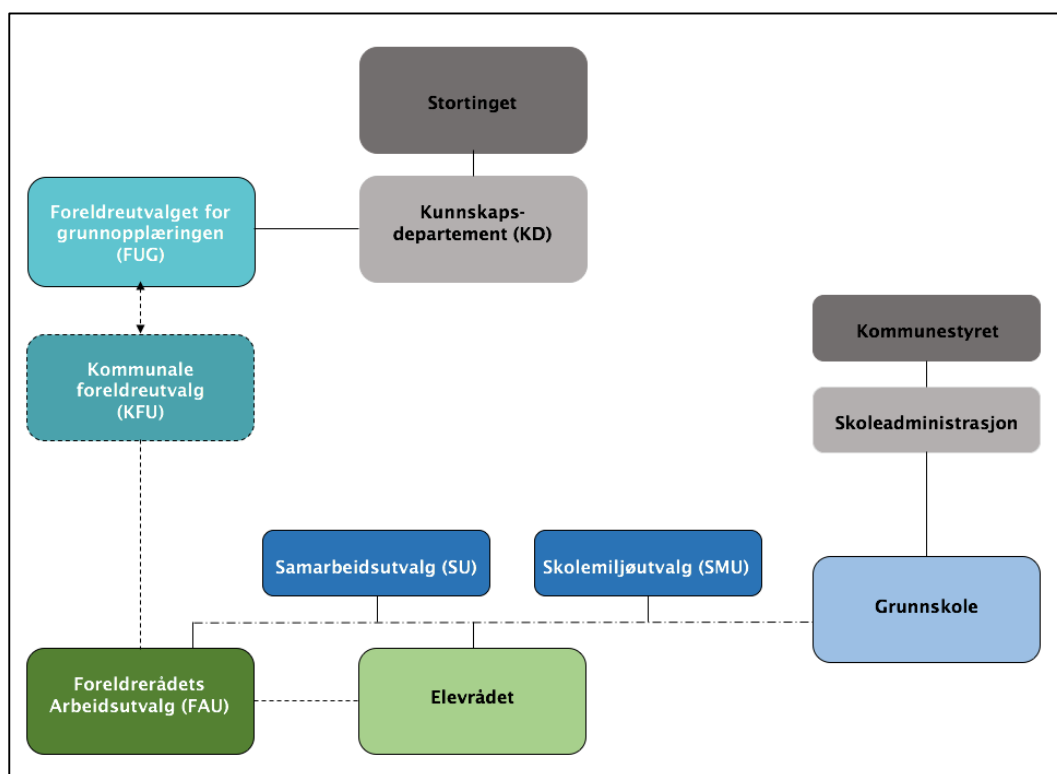 Stortinget
Foreldreutvalget for
grunnopplæringen
(FUG)
Kunnskaps-
departement (KD)
Kommunestyret
Kommunale
foreldreutvalg
(KFU)
Skoleadministrasjon
Samarbeidsutvalg (SU)
Skolemiljøutvalg (SMU)
Grunnskole
Foreldrerådets
Arbeidsutvalg (FAU)
Elevrådet